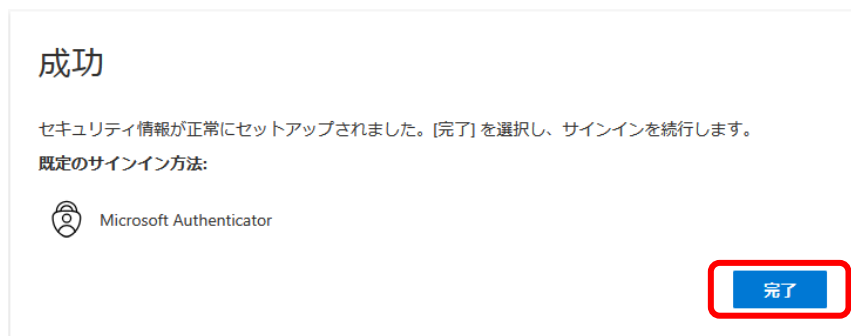 成功
セキュリティ情報が正常にセットアップされました。[完了] を選択し、サインインを続行します。
既定のサインイン方法:
Microsoft Authenticator
完了